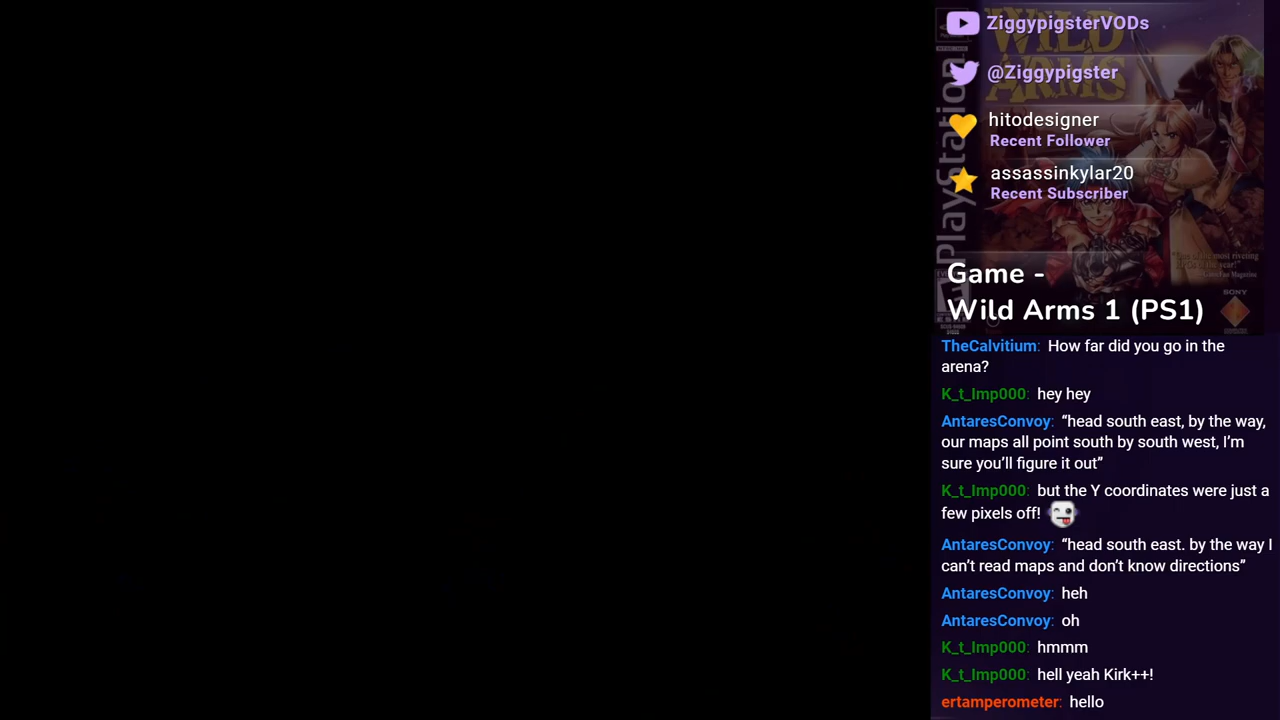 ZiggypigsterVODs
@Ziggypigster
hitodesigner
Recent Follower
assassinkylar20
Recent Subscriber
WILD
ARMS
PlayStation
Game -
Wild Arms 1 (PS1)
SONY
TheCalvitium: How far did you go in the
arena?
K_t_Imp000: hey hey
AntaresConvoy: “head south east, by the way,
our maps all point south by south west, I’m
sure you’ll figure it out”
K_t_Imp000: but the Y coordinates were just a
few pixels off!
AntaresConvoy: “head south east. by the way I
can’t read maps and don’t know directions”
AntaresConvoy: heh
AntaresConvoy: oh
K_t_Imp000: hmmm
K_t_Imp000: hell yeah Kirk++!
ertamperometer: hello